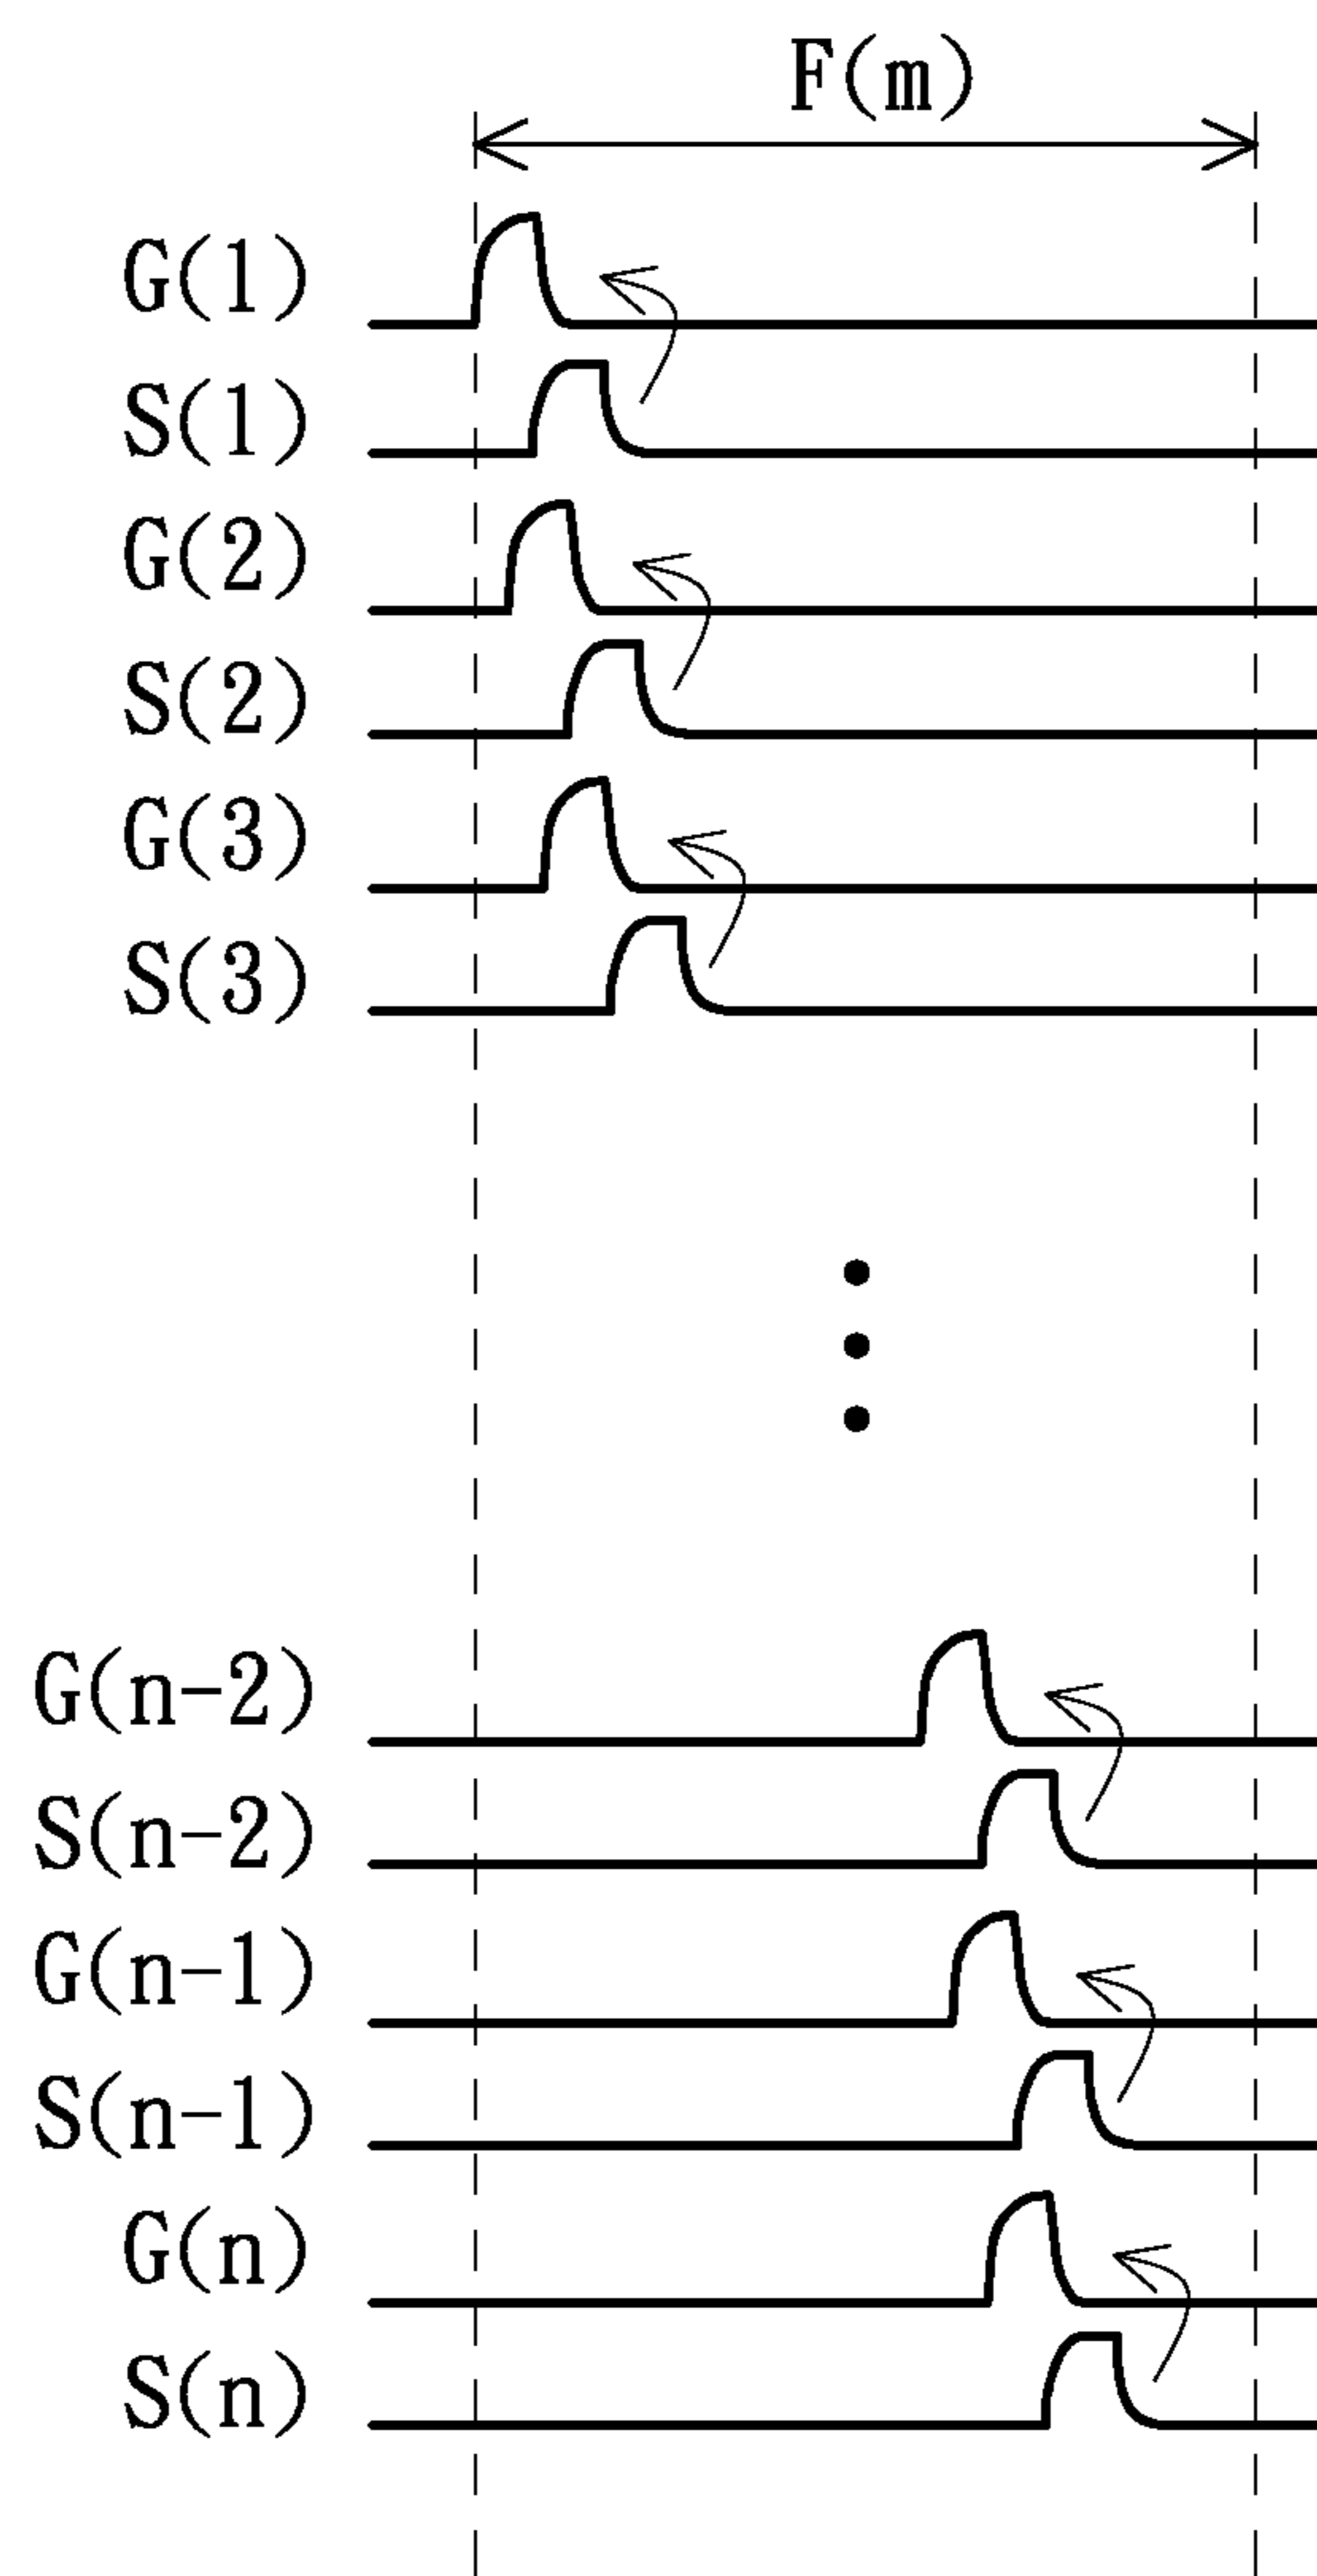 F(m)
G(1)
S(1)
G(2)
S(2)
G(3)
S(3)
G(n-2)
S(n-2)
G(n-1)
S(n-1)
G(n)
S(n)